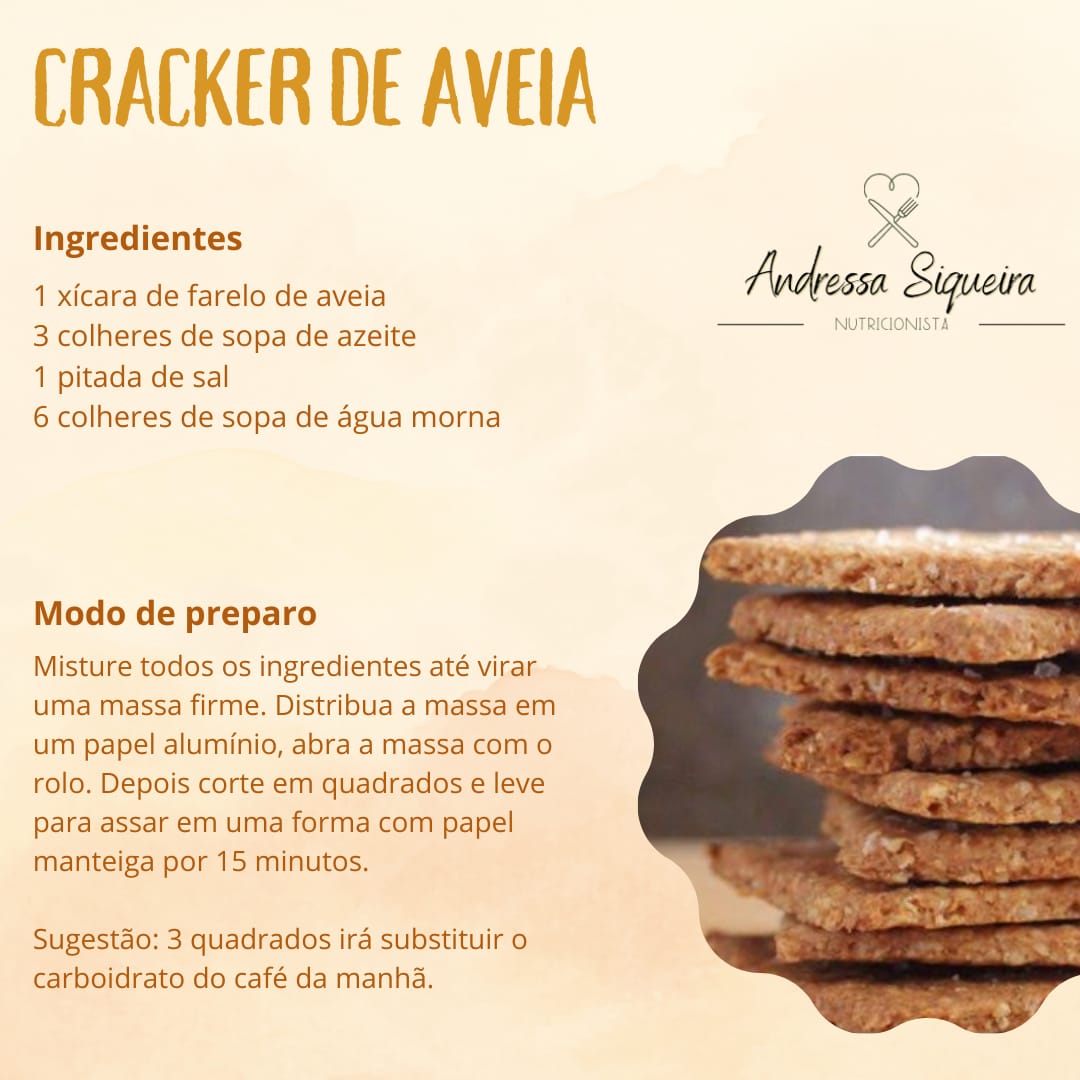 CRACKER DE AVEIA
Andressa Siqueira
NUTRICIONISTA
Ingredientes
1 xícara de farelo de aveia
3 colheres de sopa de azeite
1 pitada de sal
6 colheres de sopa de água morna
Modo de preparo
Misture todos os ingredientes até virar
uma massa firme. Distribua a massa em
um papel alumínio, abra a massa com o
rolo. Depois corte em quadrados e leve
para assar em uma forma com papel
manteiga por 15 minutos.
Sugestão: 3 quadrados irá substituir o
carboidrato do café da manhã.